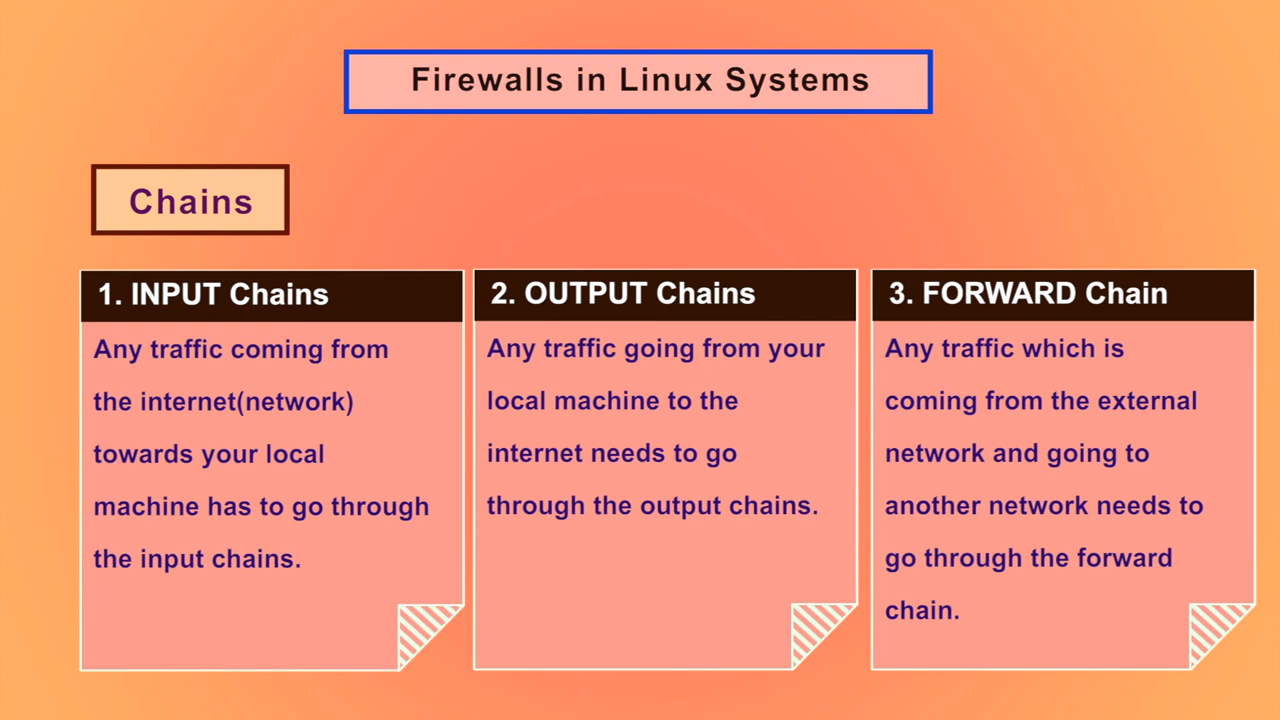 Firewalls in Linux Systems
Chains
1. INPUT Chains
Any traffic coming from
the internet(network)
towards your local
machine has to go through
the input chains.
2. OUTPUT Chains
Any traffic going from your
local machine to the
internet needs to go
through the output chains.
3. FORWARD Chain
Any traffic which is
coming from the external
network and going to
another network needs to
go through the forward
chain.